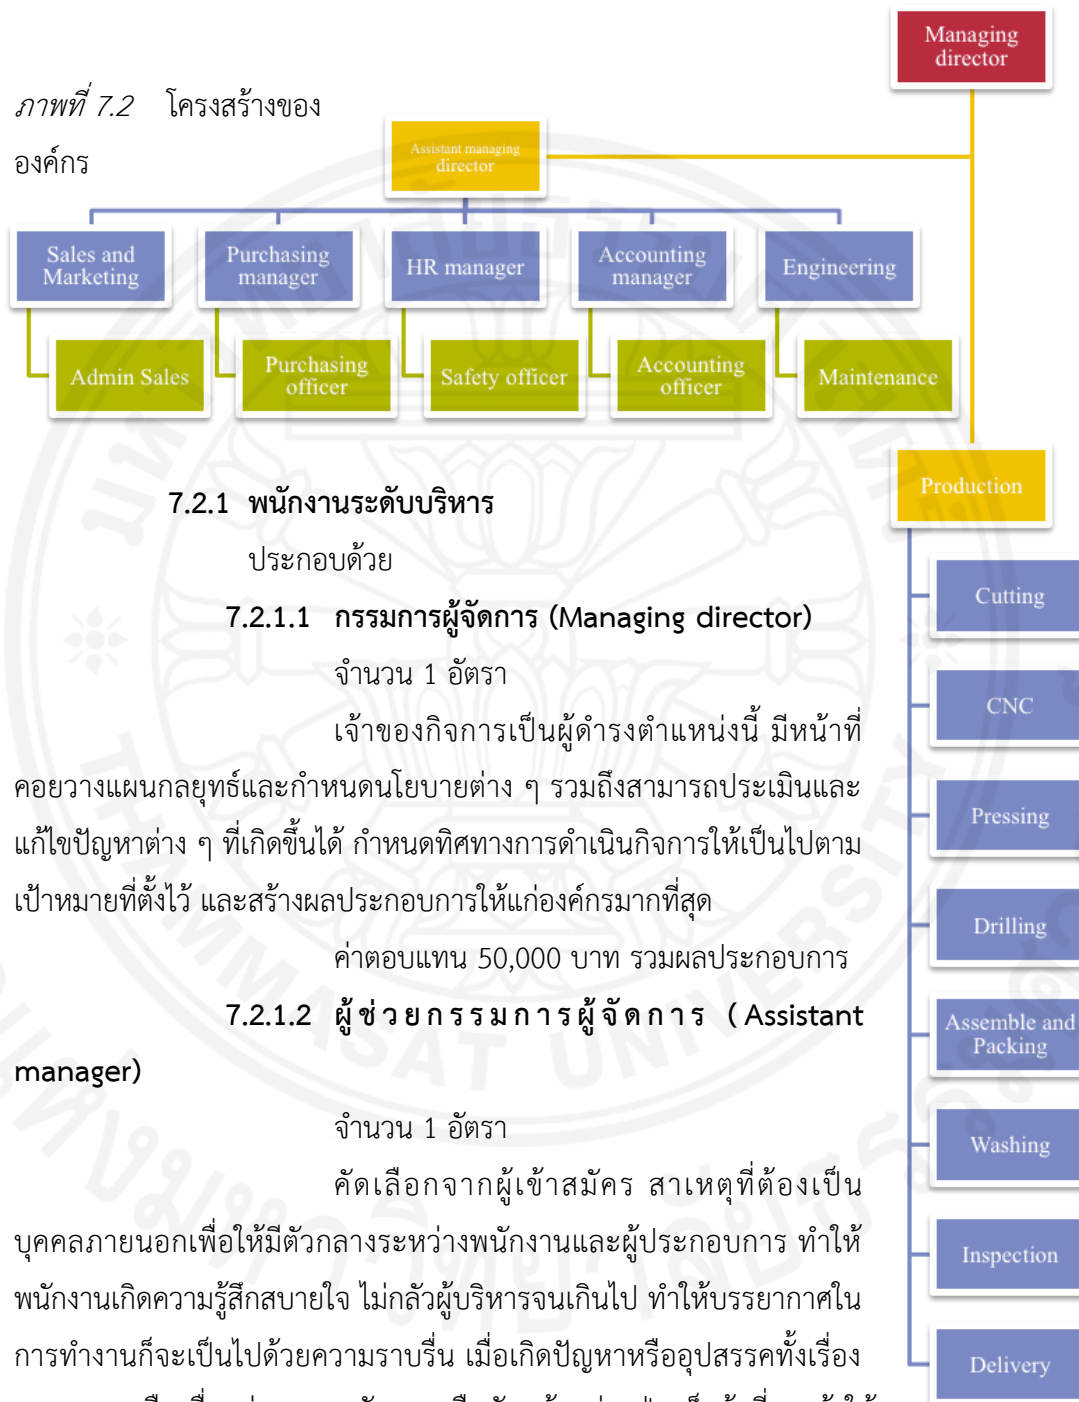 Managing
director
ภาพที่ 7.2 โครงสร้างของ
องค์กร
Assistant managing
director
Sales and
Marketing
Purchasing
manager
HR manager
Accounting
manager
Engineering
Admin Sales
Purchasing
officer
Safety officer
Accounting
officer
Maintenance
Production
Cutting
CNC
Pressing
Drilling
Assemble and
Packing
Washing
Inspection
Delivery
7.2.1 พนักงานระดับบริหาร
ประกอบด้วย
7.2.1.1 กรรมการผู้จัดการ (Managing director)
จำนวน 1 อัตรา
เจ้าของกิจการเป็นผู้ดำรงตำแหน่งนี้ มีหน้าที่
คอยวางแผนกลยุทธ์และกำหนดนโยบายต่าง ๆ รวมถึงสามารถประเมินและ
แก้ไขปัญหาต่าง ๆ ที่เกิดขึ้นได้ กำหนดทิศทางการดำเนินกิจการให้เป็นไปตาม
เป้าหมายที่ตั้งไว้ และสร้างผลประกอบการให้แก่องค์กรมากที่สุด
ค่าตอบแทน 50,000 บาท รวมผลประกอบการ
7.2.1.2 ผู้ช่วยกรรมการผู้จัดการ (Assistant
manager)
จำนวน 1 อัตรา
คัดเลือกจากผู้เข้าสมัคร สาเหตุที่ต้องเป็น
บุคคลภายนอกเพื่อให้มีตัวกลางระหว่างพนักงานและผู้ประกอบการ ทำให้
พนักงานเกิดความรู้สึกสบายใจ ไม่กลัวผู้บริหารจนเกินไป ทำให้บรรยากาศใน
การทำงานก็จะเป็นไปด้วยความราบรื่น เมื่อเกิดปัญหาหรืออุปสรรคทั้งเรื่อง
THAMMASAT UNIVERSITY